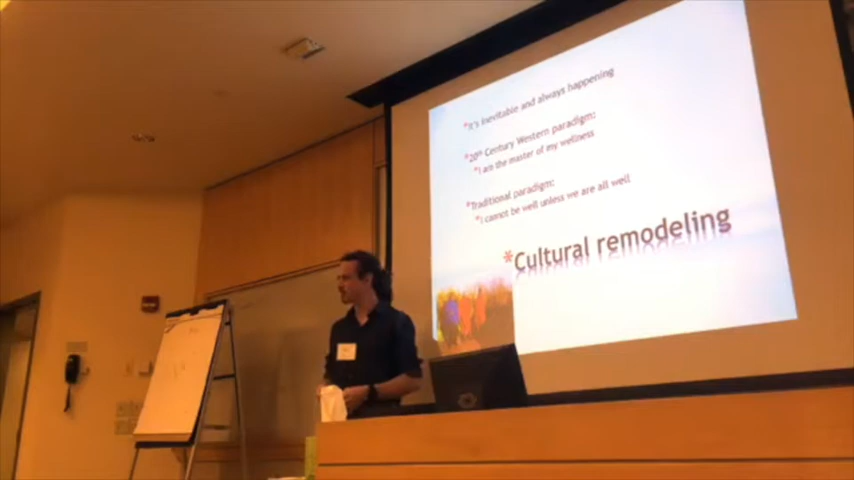 *It's inevitable and always happening
*20th Century Western paradigm:
*I am the master of my wellness
*Traditional paradigm:
*I cannot be well unless we are all well
*Cultural remodeling